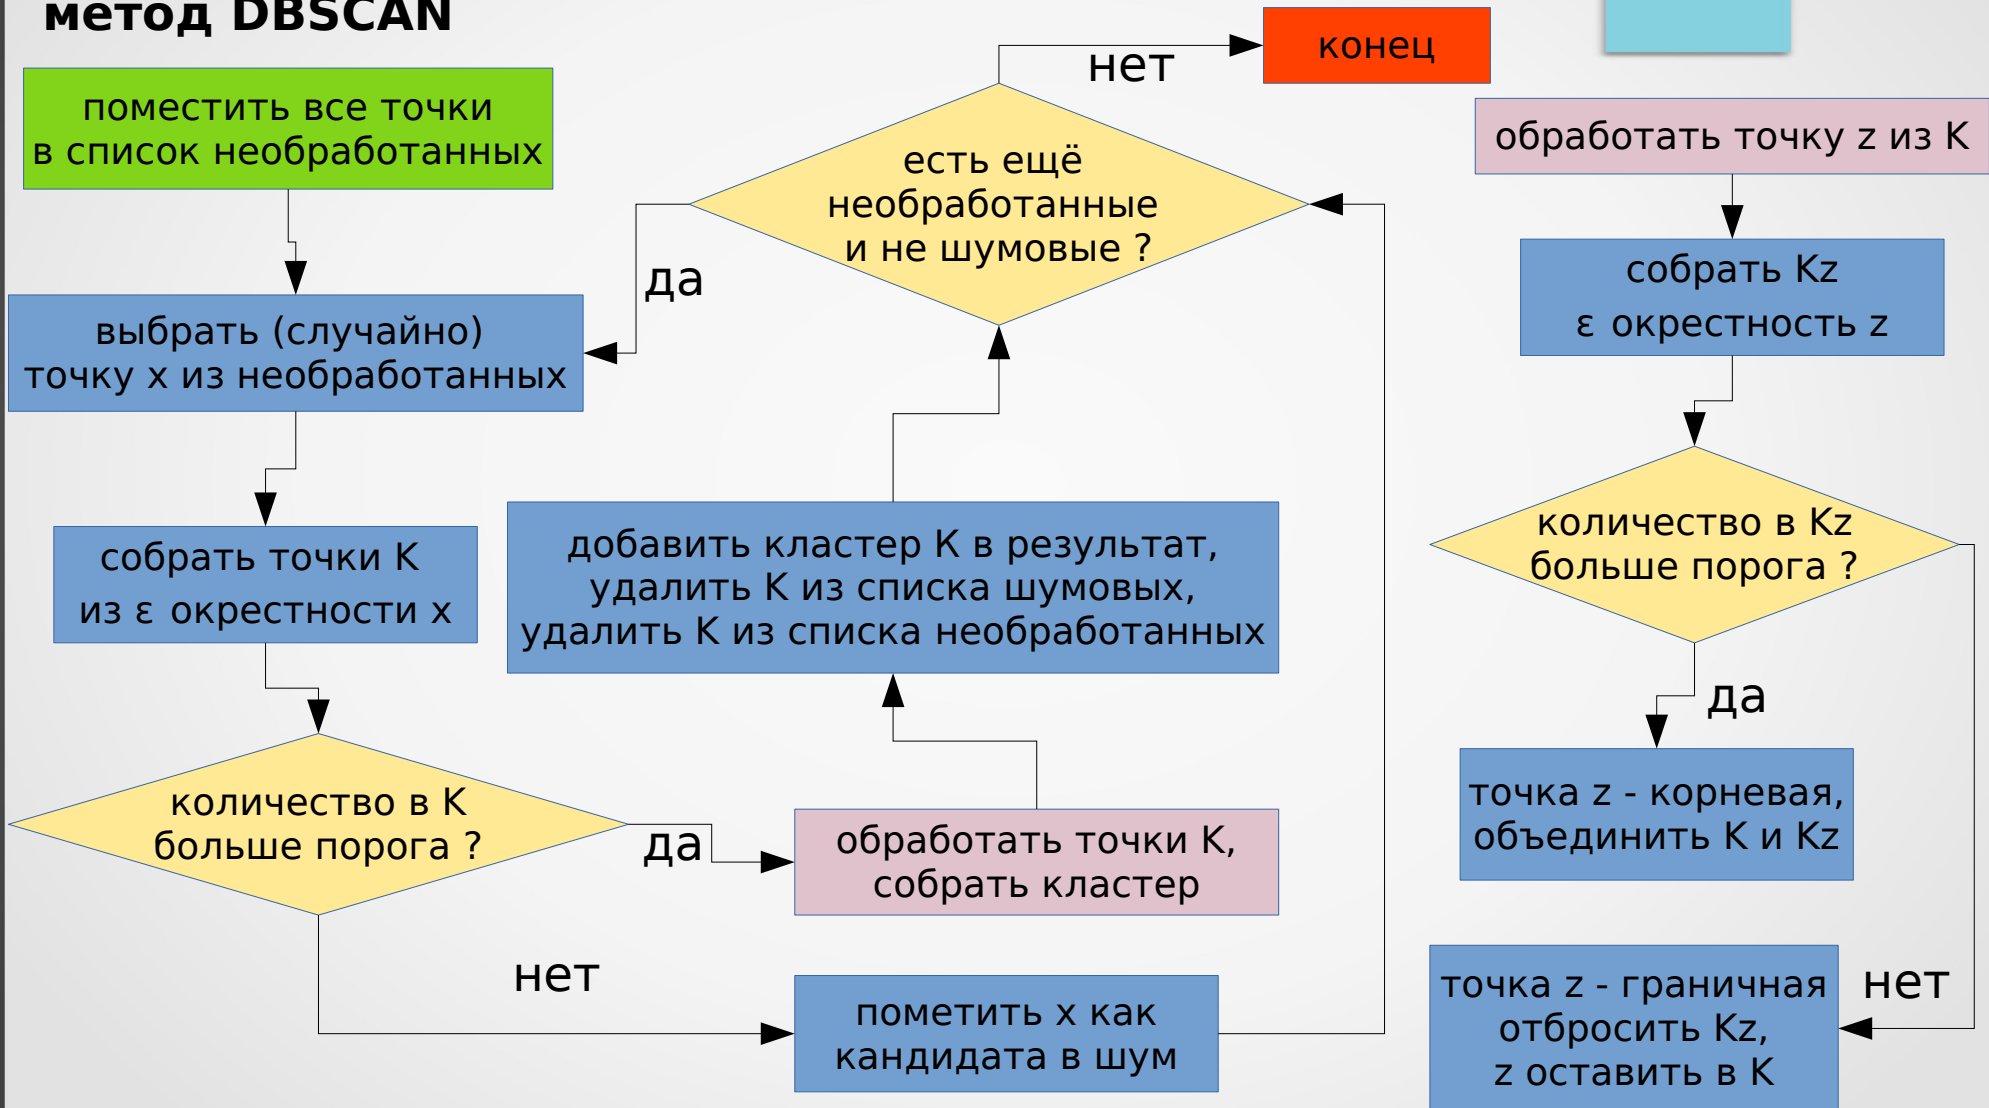 метод DBSCAN
поместить все точки
в список необработанных
выбрать (случайно)
точку x из необработанных
собрать точки K
из ε окрестности x
количество в K
больше порога ?
да
нет
обработать точки K,
собрать кластер
пометить x как
кандидата в шум
добавить кластер K в результат,
удалить K из списка шумовых,
удалить K из списка необработанных
есть ещё
необработанные
и не шумовые ?
да
нет
конец
обработать точку z из K
собрать Kz
ε окрестность z
количество в Kz
больше порога ?
да
точка z - корневая,
объединить K и Kz
нет
точка z - граничная
отбросить Kz,
z оставить в K